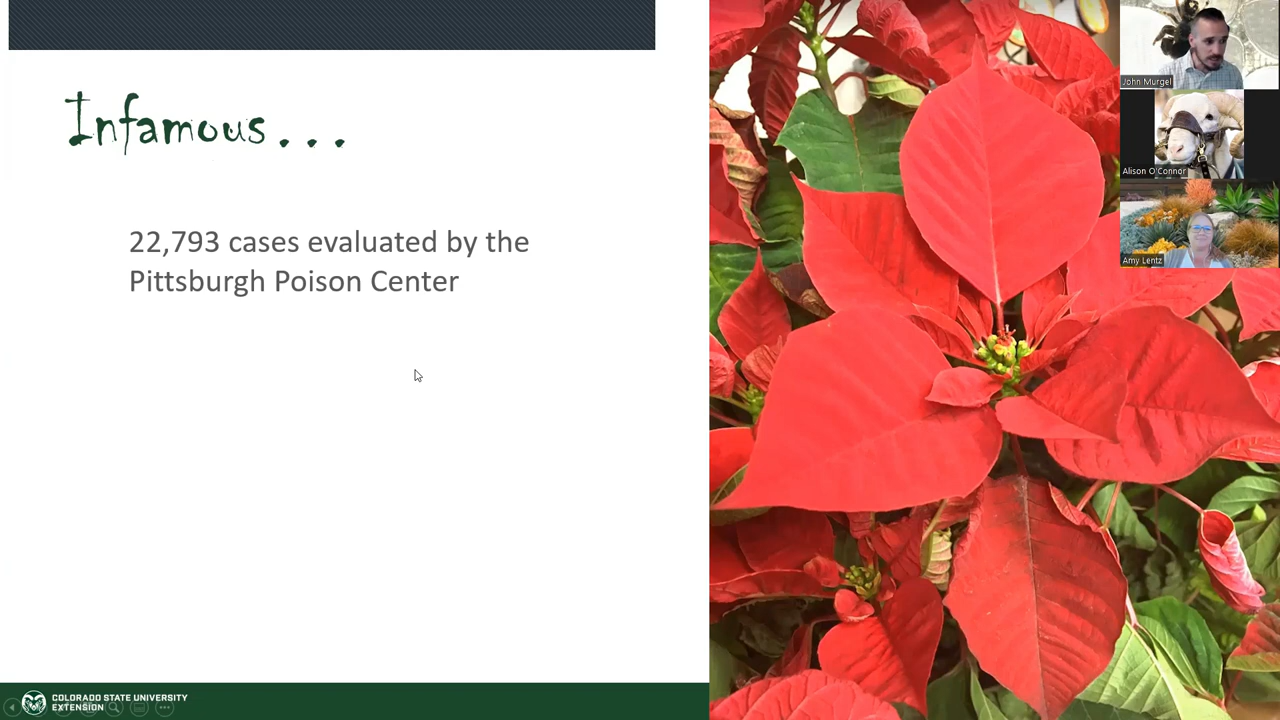 Infamous...
22,793 cases evaluated by the
Pittsburgh Poison Center
John Murgel
Alison O'Connor
Amy Lentz
COLORADO STATE UNIVERSITY
EXTENSION